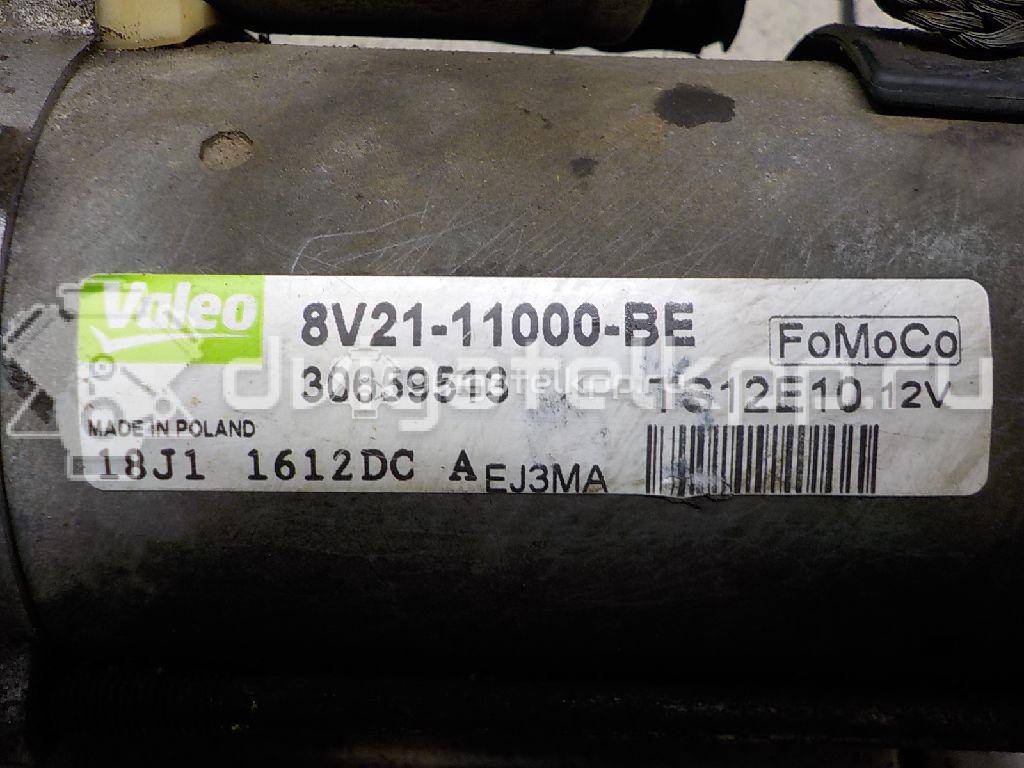 Valeo
8V21-11000-BE
FoMoCo
30659513
TS12E10 12V
MADE IN POLAND
18J1 1612DC A EJ3MA